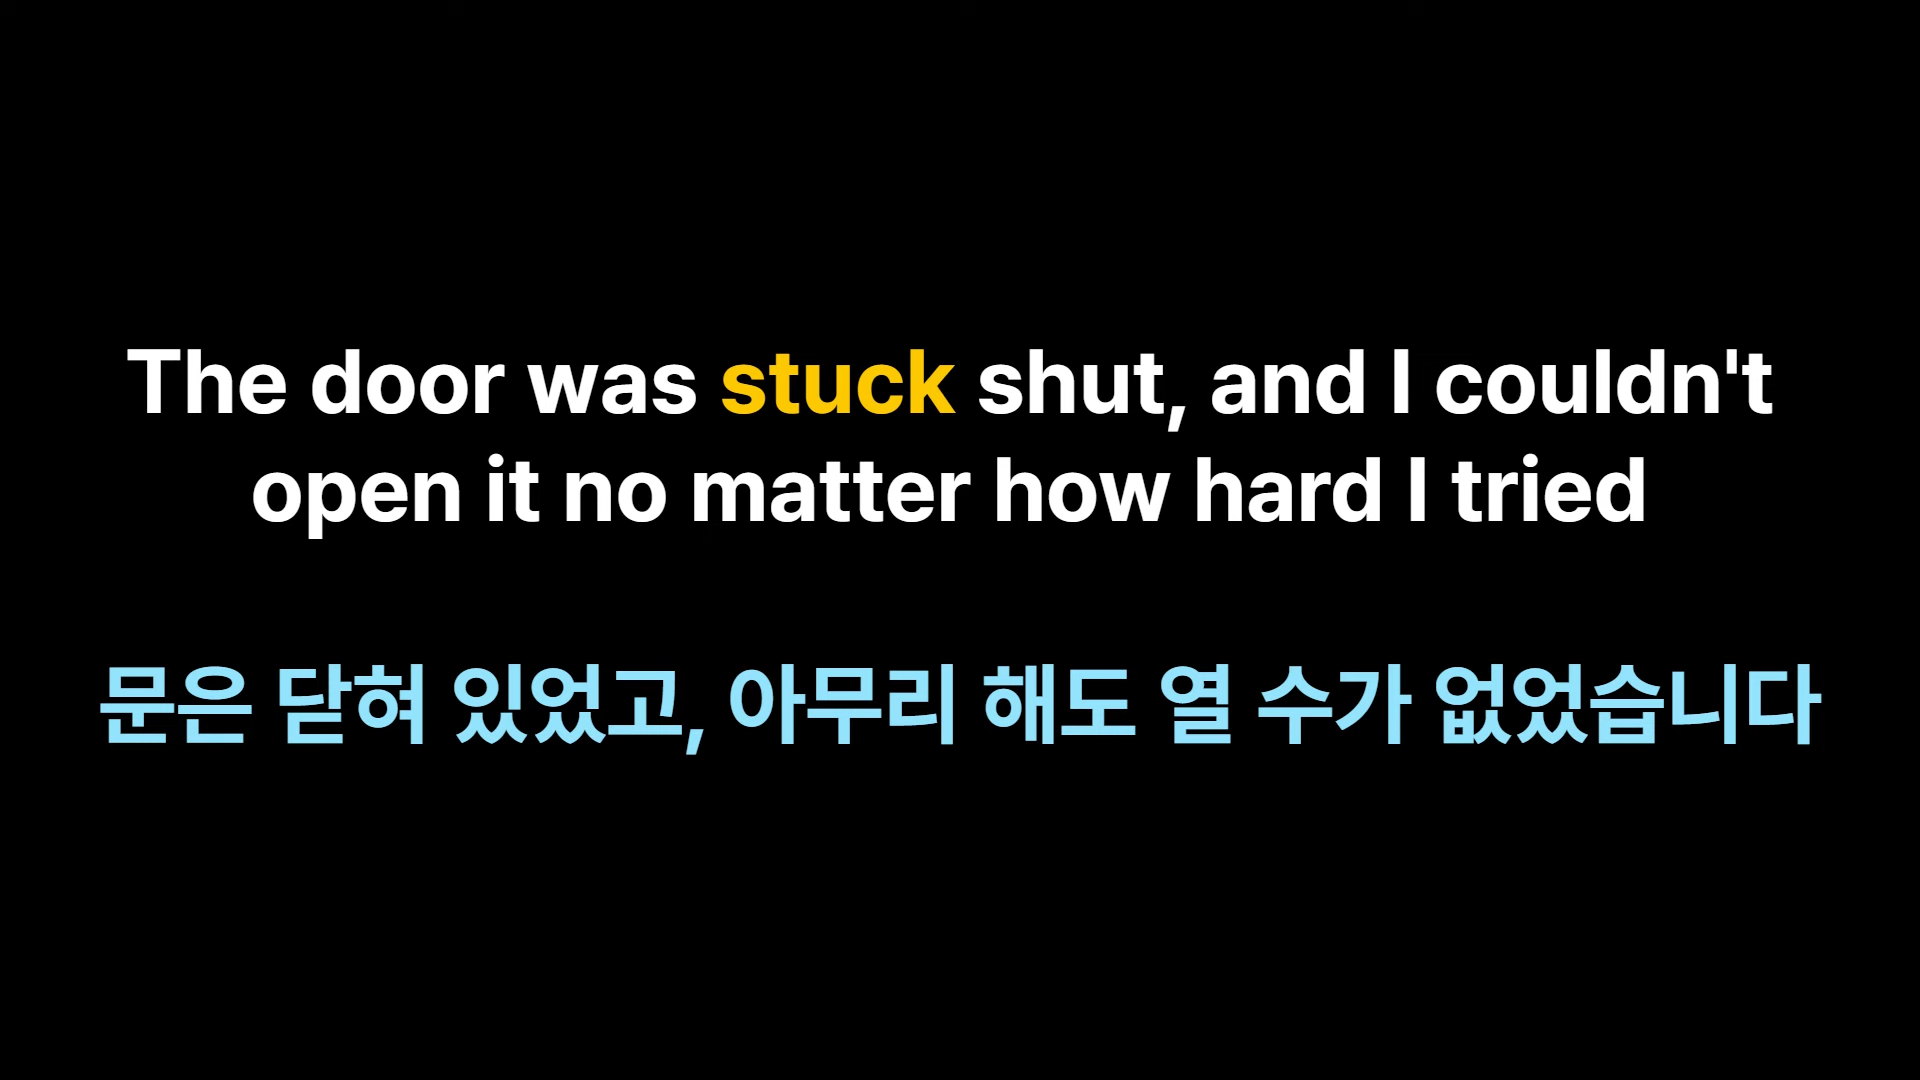 The door was stuck shut, and I couldn't
open it no matter how hard I tried
문은 닫혀 있었고, 아무리 해도 열 수가 없었습니다